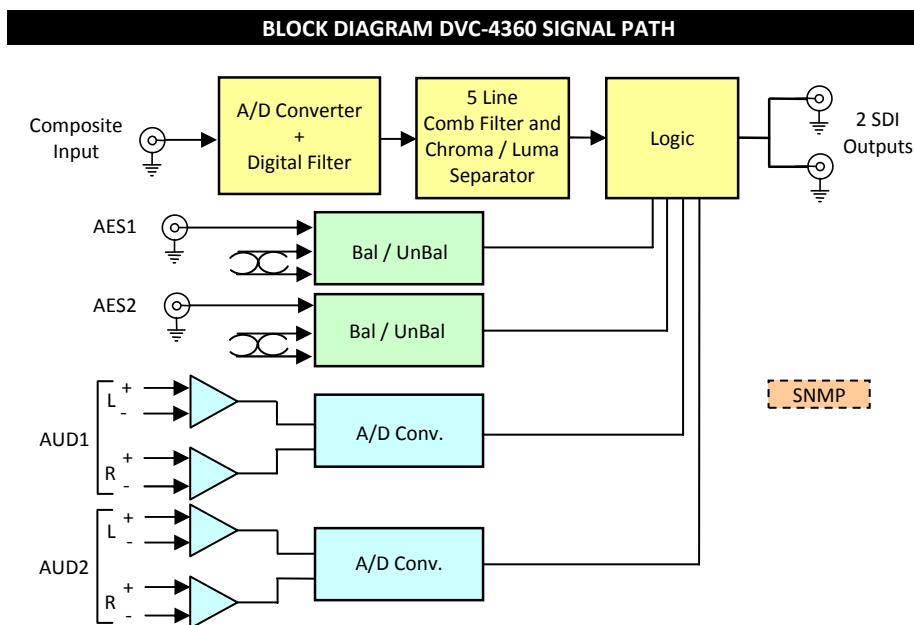 BLOCK DIAGRAM DVC-4360 SIGNAL PATH
Composite
Input
A/D Converter
+
Digital Filter
5 Line
Comb Filter and
Chroma / Luma
Separator
Logic
2 SDI
Outputs
AES1
Bal / UnBal
AES2
Bal / UnBal
SNMP
AUD1
L
+
-
R
+
-
A/D Conv.
AUD2
L
+
-
R
+
-
A/D Conv.